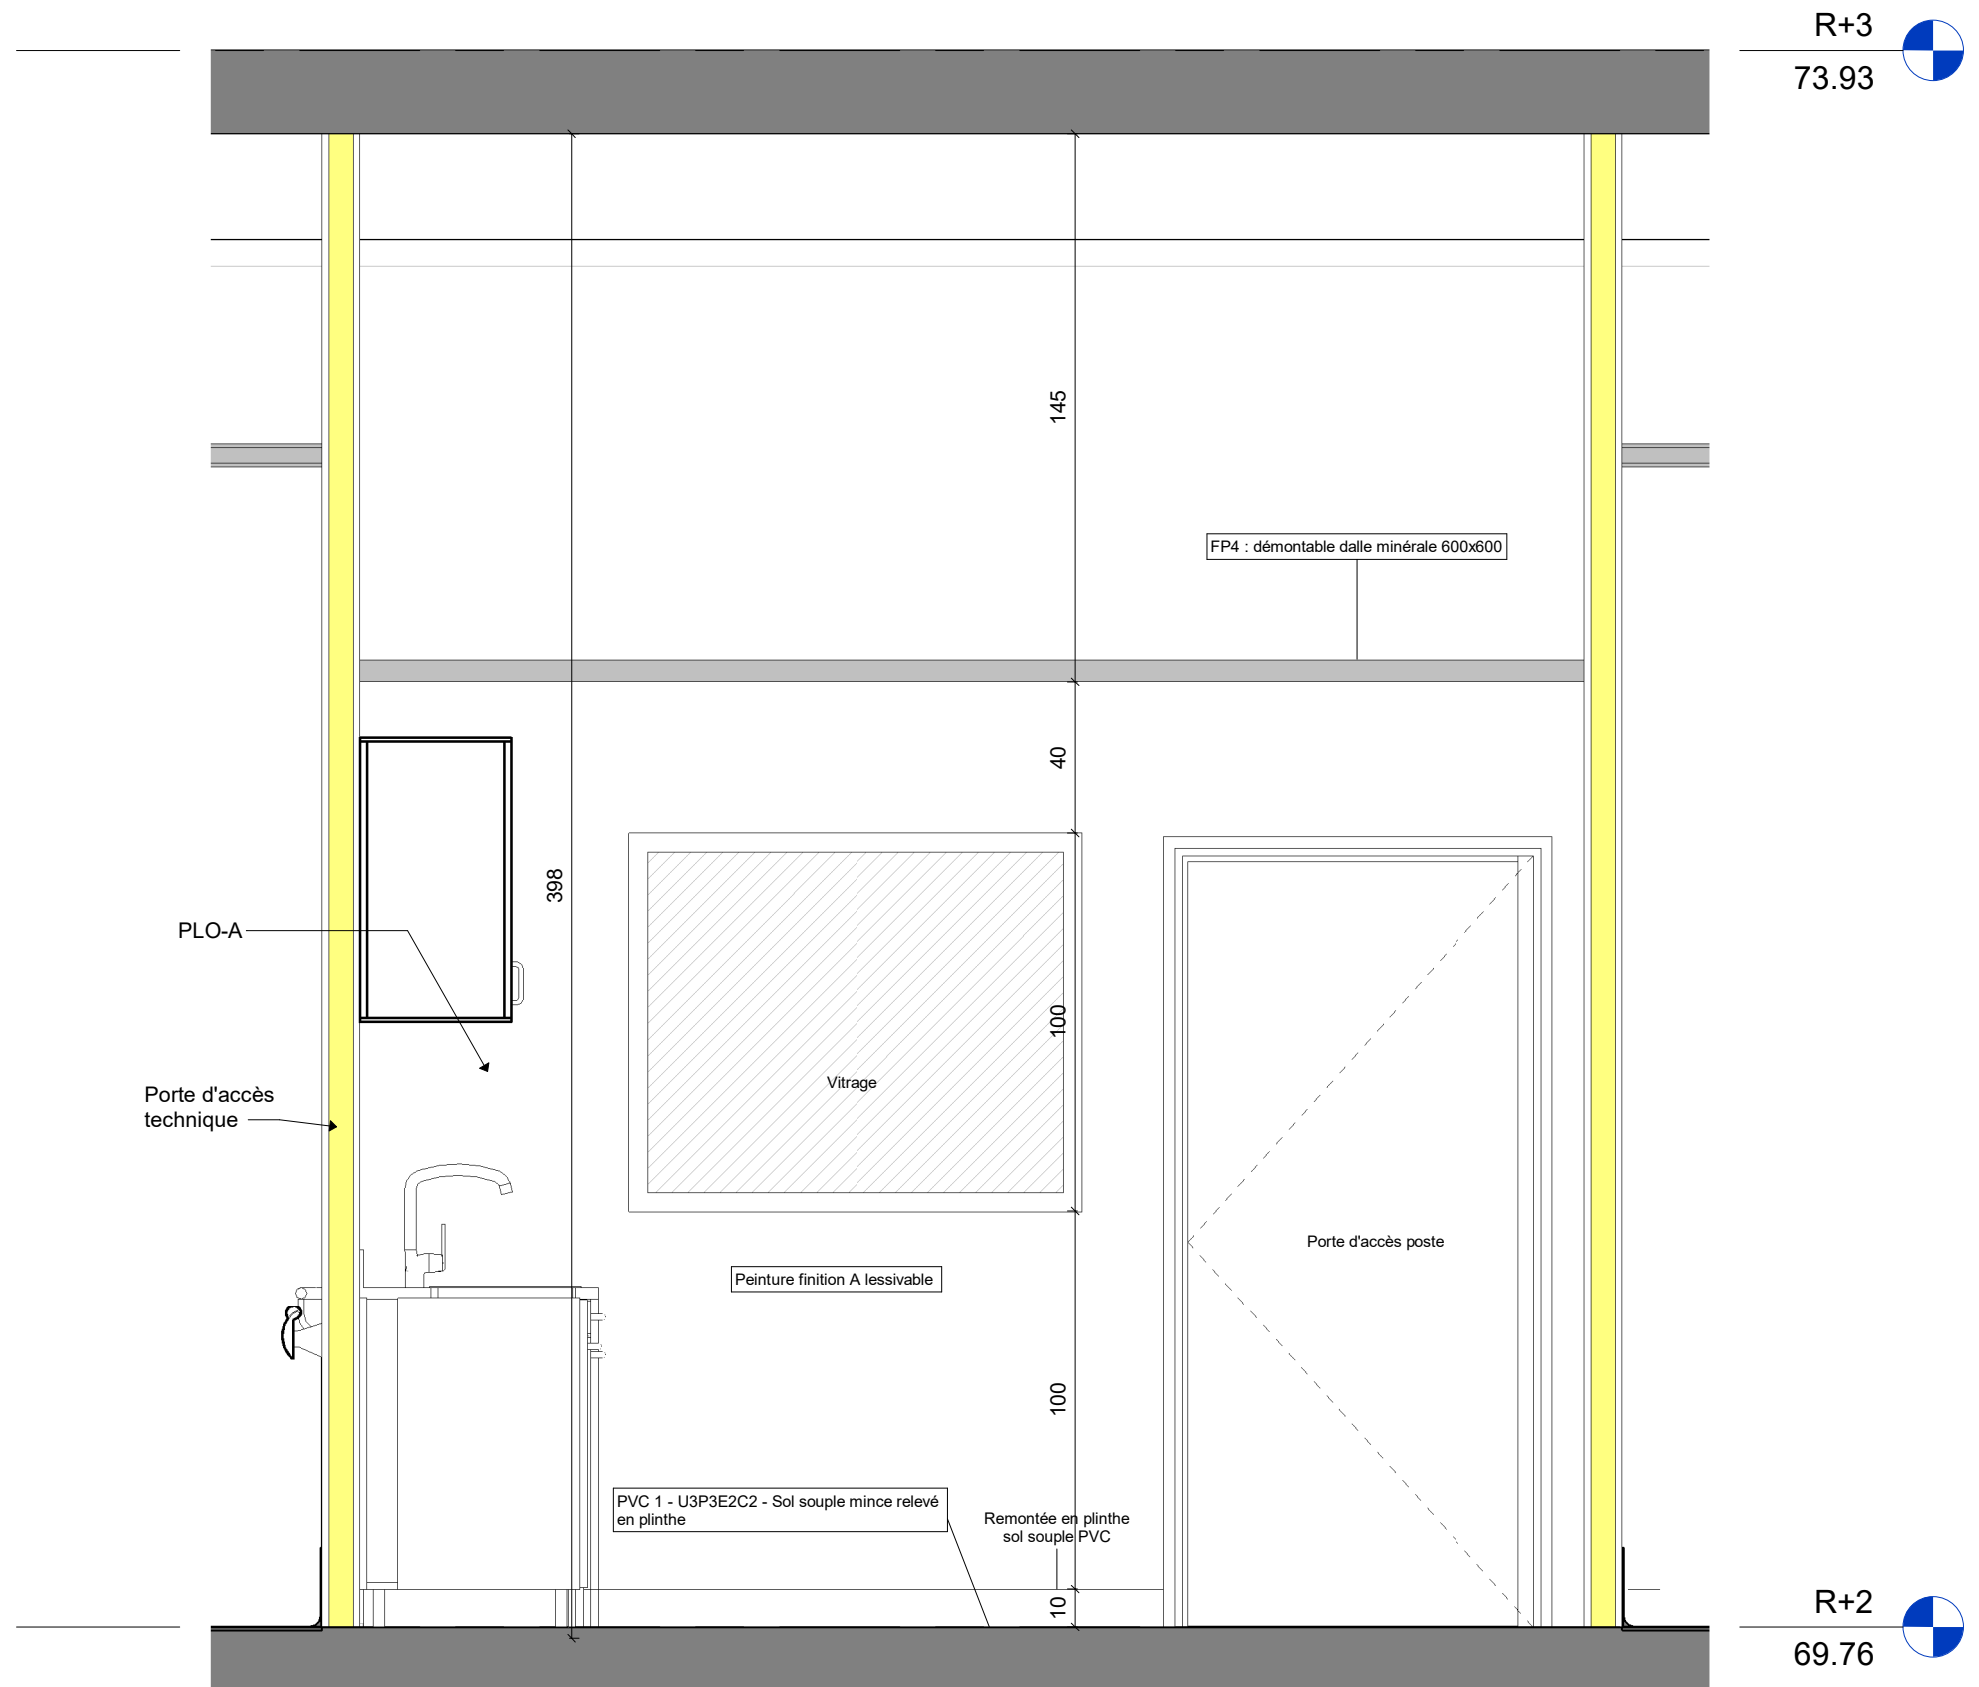 R+3
73.93
145
FP4 : démontable dalle minérale 600x600
40
398
PLO-A
100
Vitrage
Porte d'accès
technique
Porte d'accès poste
Peinture finition A lessivable
100
PVC 1 - U3P3E2C2 - Sol souple mince relevé
en plinthe
Remontée en plinthe
sol souple PVC
10
R+2
69.76